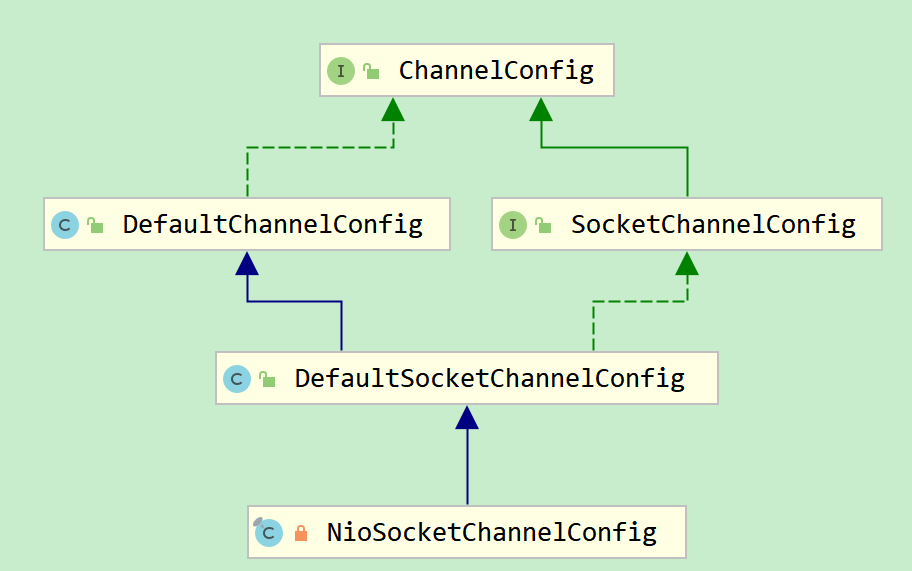 I ChannelConfig
C DefaultChannelConfig
I SocketChannelConfig
C DefaultSocketChannelConfig
C NioSocketChannelConfig